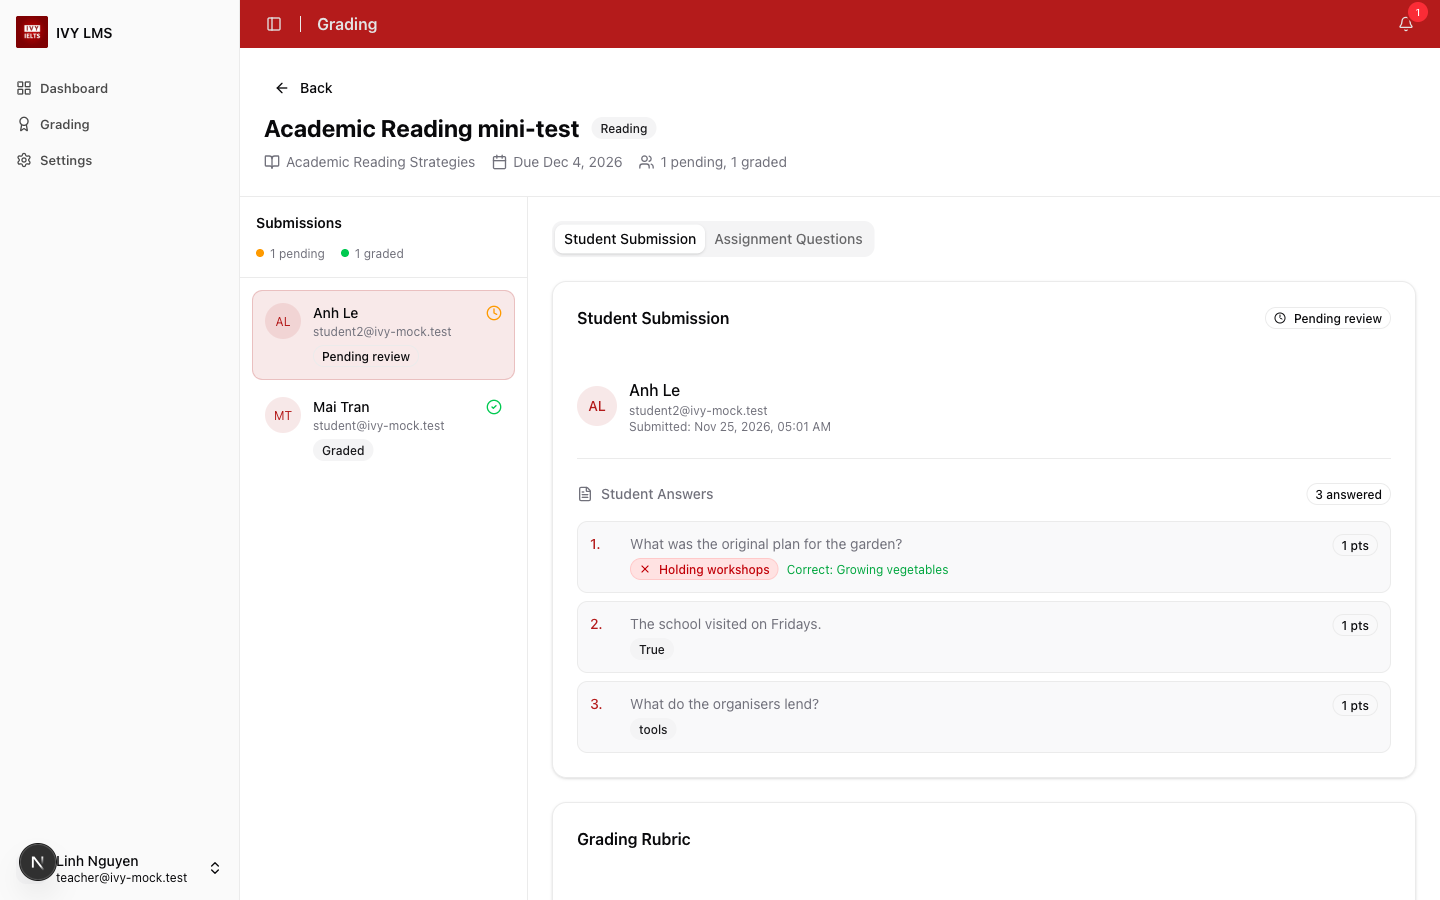 IVY IELTS
IVY LMS
Dashboard
Grading
Settings
N
Linh Nguyen
teacher@ivy-mock.test
Grading
1
Back
Academic Reading mini-test
Reading
Academic Reading Strategies
Due Dec 4, 2026
1 pending, 1 graded
Submissions
1 pending
1 graded
AL
Anh Le
student2@ivy-mock.test
Pending review
MT
Mai Tran
student@ivy-mock.test
Graded
Student Submission
Assignment Questions
Student Submission
Pending review
AL
Anh Le
student2@ivy-mock.test
Submitted: Nov 25, 2026, 05:01 AM
Student Answers
3 answered
1. What was the original plan for the garden?
1 pts
Holding workshops
Correct: Growing vegetables
2. The school visited on Fridays.
1 pts
True
3. What do the organisers lend?
1 pts
tools
Grading Rubric